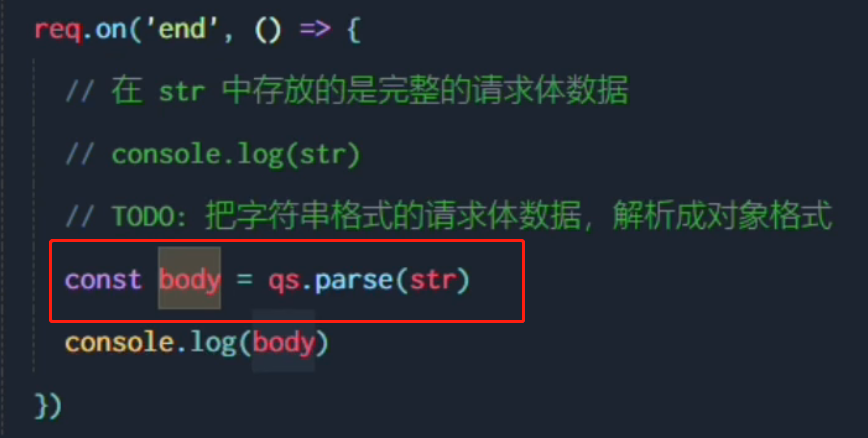 req.on('end', () => {
// 在 str 中存放的是完整的请求体数据
// console.log(str)
// TODO: 把字符串格式的请求体数据，解析成对象格式
const body = qs.parse(str)
console.log(body)
})